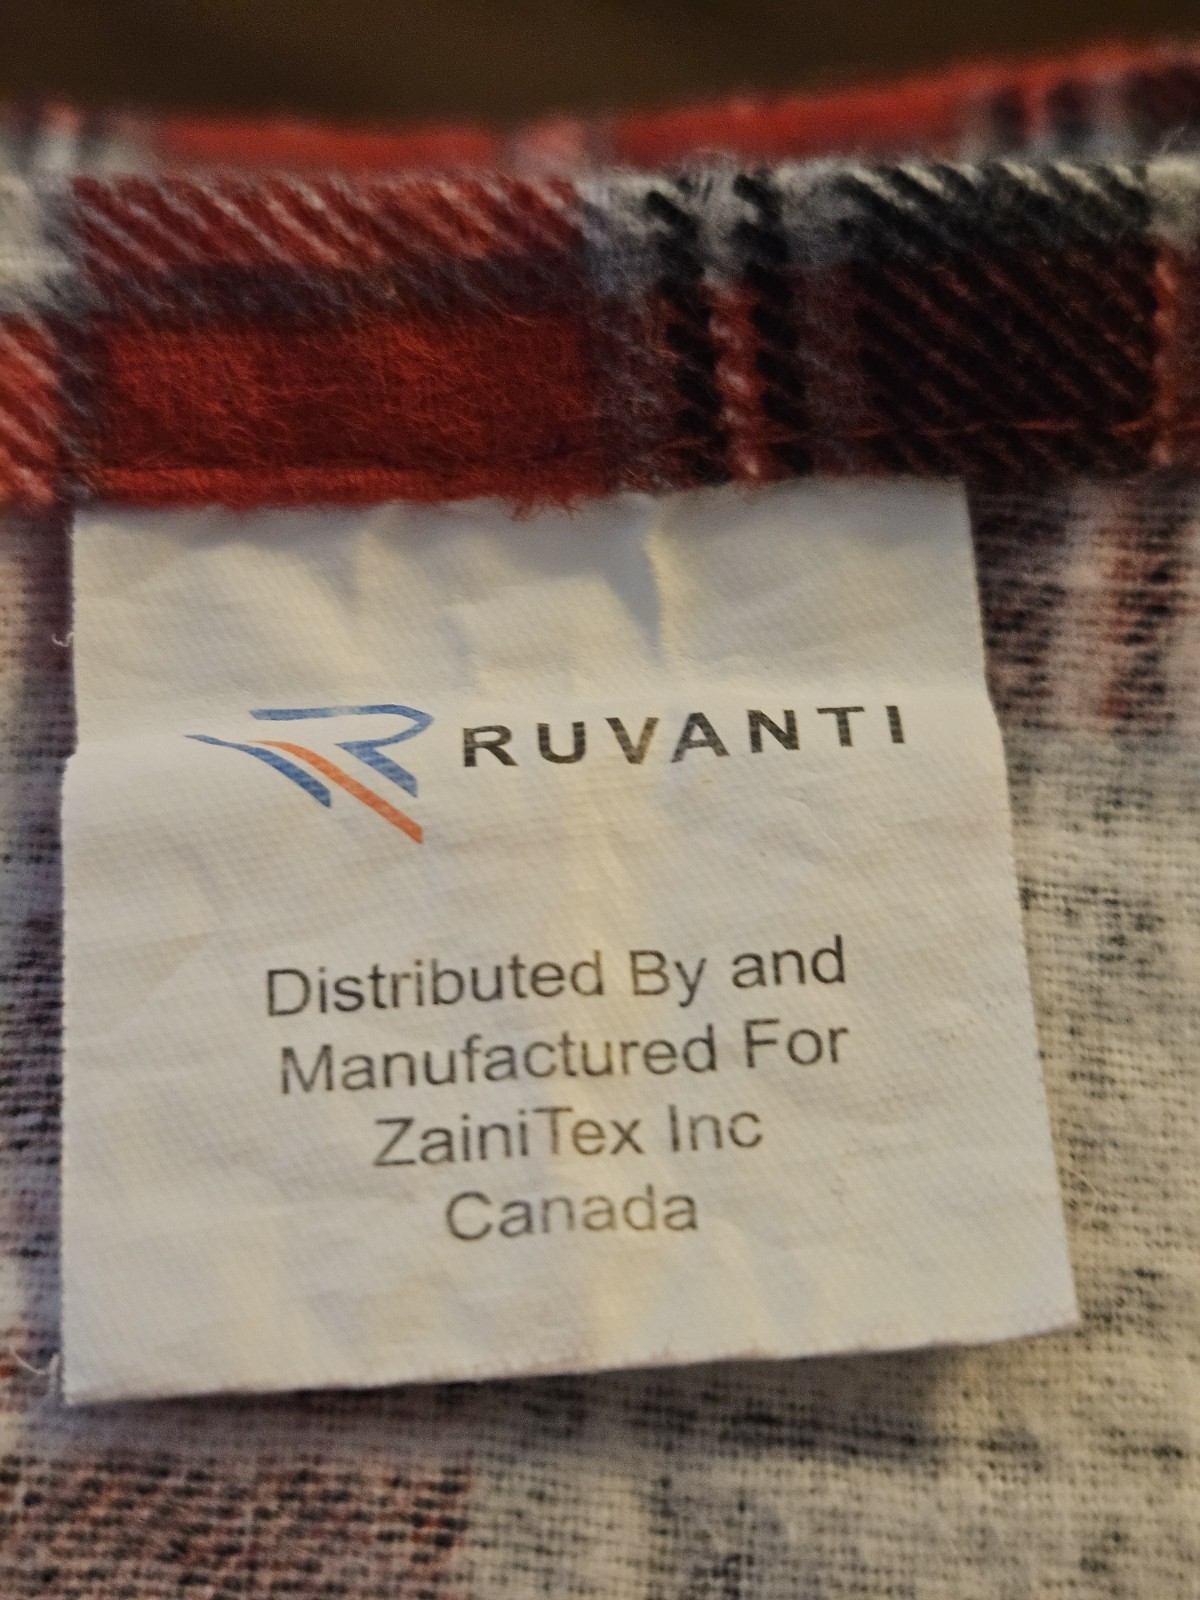 RUVANTI
Distributed By and
Manufactured For
ZainiTex Inc
Canada